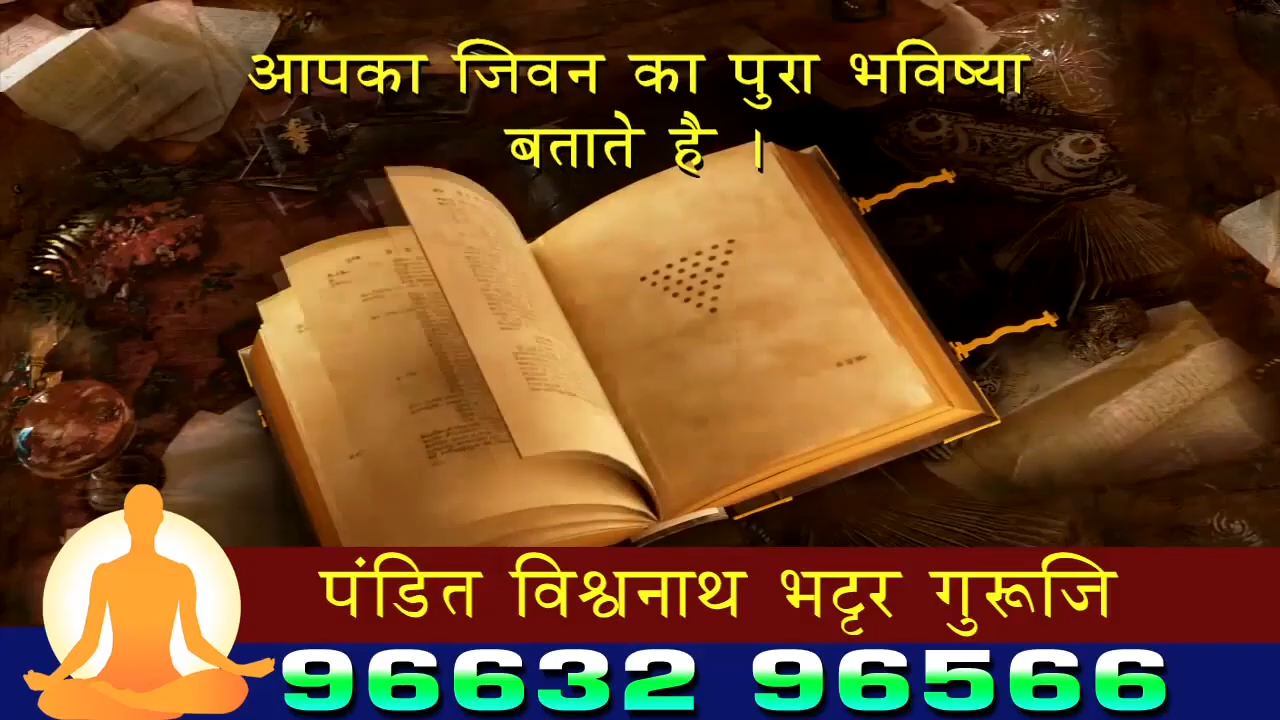 आपका जिवन का पुरा भविष्या
बताते है ।
पंडित विश्वनाथ भट्टर गुरूजि
96632 96566